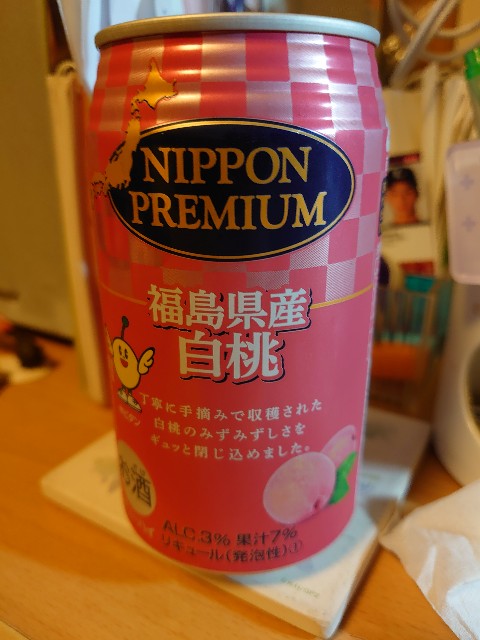 NIPPON
PREMIUM
福島県産
白桃
丁寧に手摘みで収穫された
白桃のみずみずしさを
ギュッと閉じ込めました。
お酒
ALC.3% 果汁7%
リキュール(発泡性)①